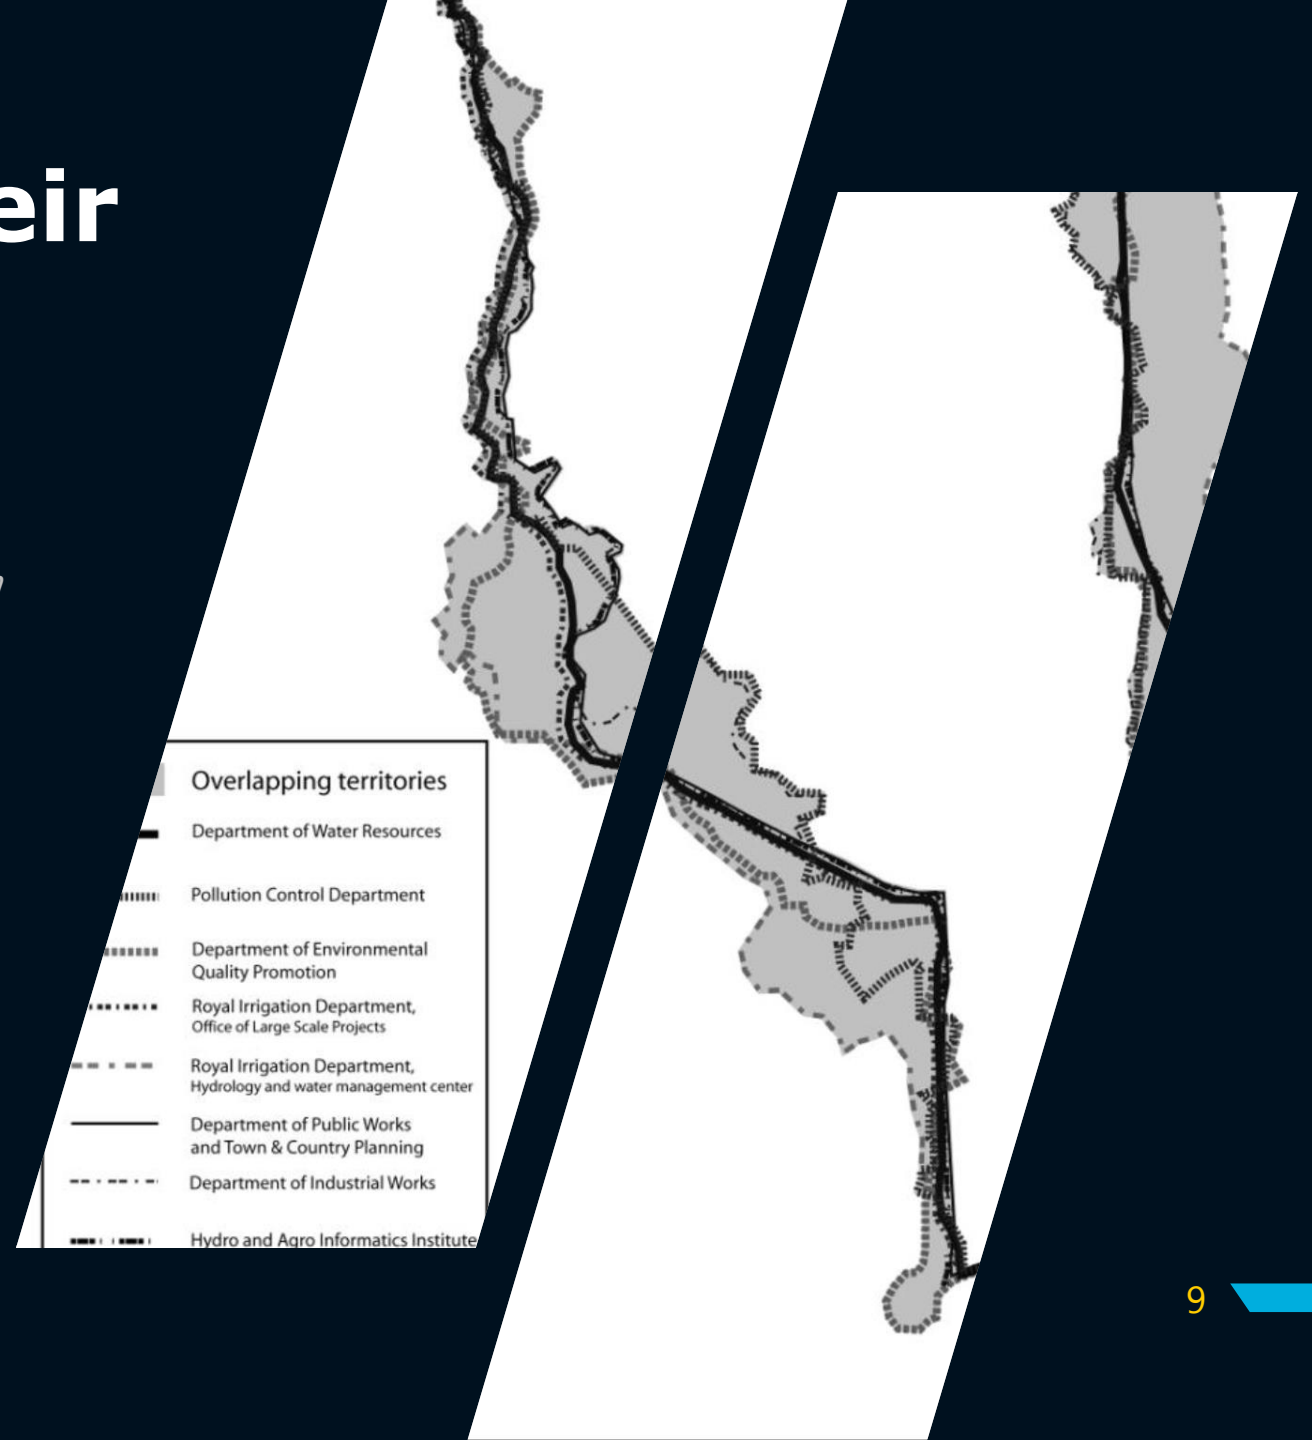 eir
Overlapping territories
Department of Water Resources
Pollution Control Department
Department of Environmental
Quality Promotion
Royal Irrigation Department,
Office of Large Scale Projects
Royal Irrigation Department,
Hydrology and water management center
Department of Public Works
and Town & Country Planning
Department of Industrial Works
Hydro and Agro Informatics Institute
9